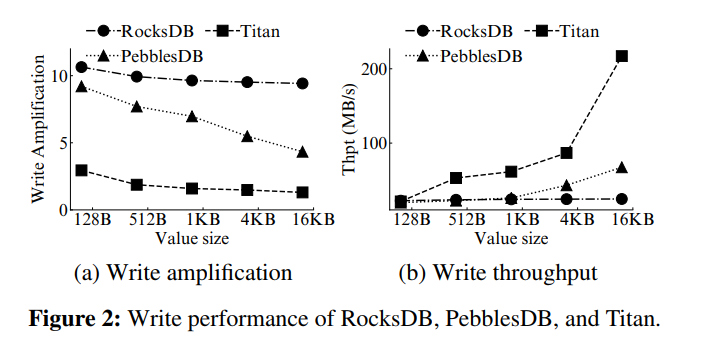 RocksDB Titan
PebblesDB
Write Amplification
10
5
0
128B 512B 1KB 4KB 16KB
Value size
(a) Write amplification
RocksDB Titan
PebblesDB
Thpt (MB/s)
200
100
128B 512B 1KB 4KB 16KB
Value size
(b) Write throughput
Figure 2: Write performance of RocksDB, PebblesDB, and Titan.